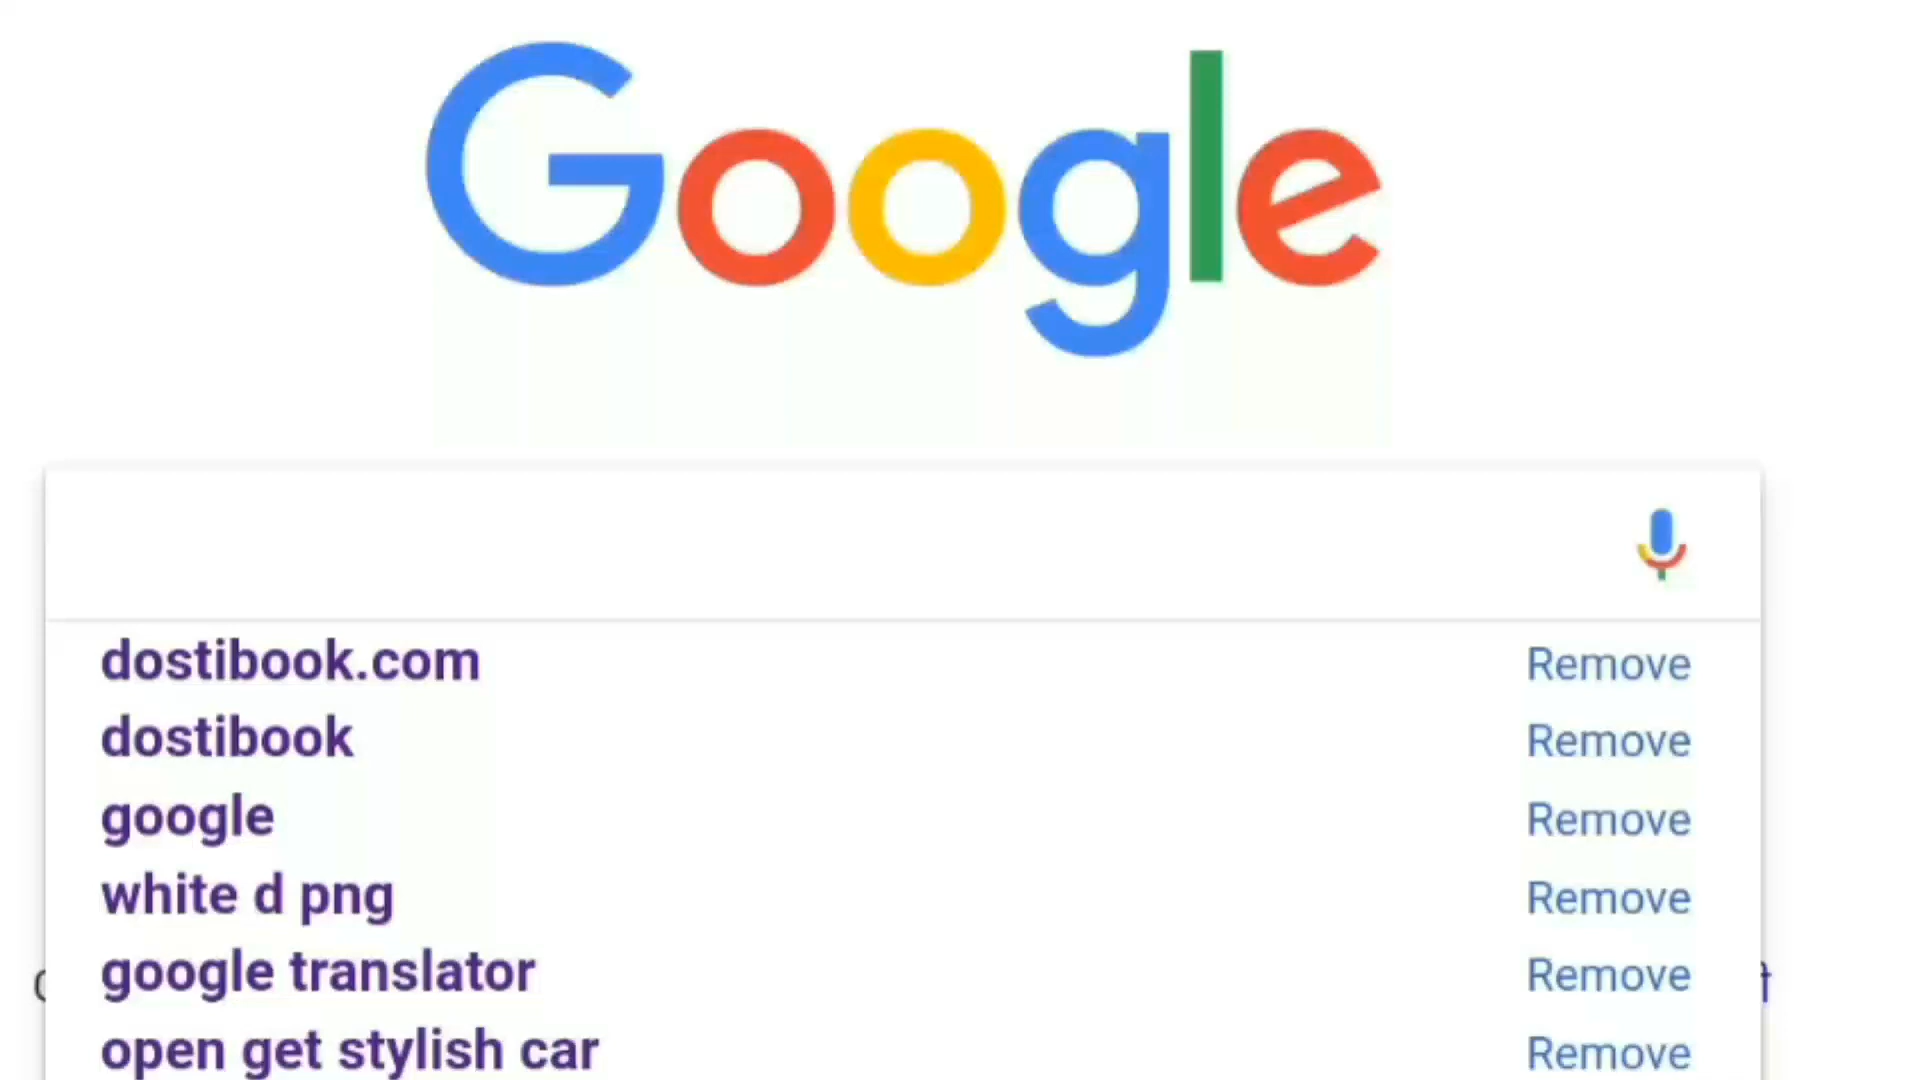 Google
dostibook.com Remove
dostibook Remove
google Remove
white d png Remove
google translator Remove
open get stylish car Remove